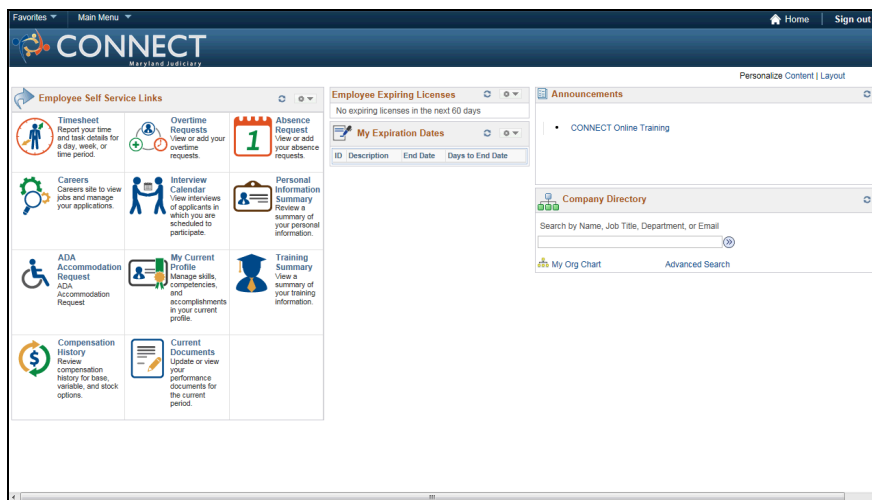 Favorites Main Menu Home Sign out
CONNECT
Maryland Judiciary
Personalize Content | Layout
Employee Self Service Links
Timesheet
Report your time
and task details for
a day, week, or
time period.
Overtime
Requests
View or add your
overtime
requests.
Absence
Request
View or add
your absence
requests.
1
Careers
Careers site to view
jobs and manage
your applications.
Interview
Calendar
View interviews
of applicants in
which you are
scheduled to
participate.
Personal
Information
Summary
Review a
summary of
your personal
information.
ADA
Accommodation
Request
ADA
Accommodation
Request
My Current
Profile
Manage skills,
competencies,
and
accomplishments
in your current
profile.
Training
Summary
View a
summary of
your training
information.
Compensation
History
Review
compensation
history for base,
variable, and stock
options.
$
Current
Documents
Update or view
your
performance
documents for
the current
period.
Employee Expiring Licenses
No expiring licenses in the next 60 days
My Expiration Dates
ID Description End Date Days to End Date
Announcements
• CONNECT Online Training
Company Directory
Search by Name, Job Title, Department, or Email
My Org Chart Advanced Search